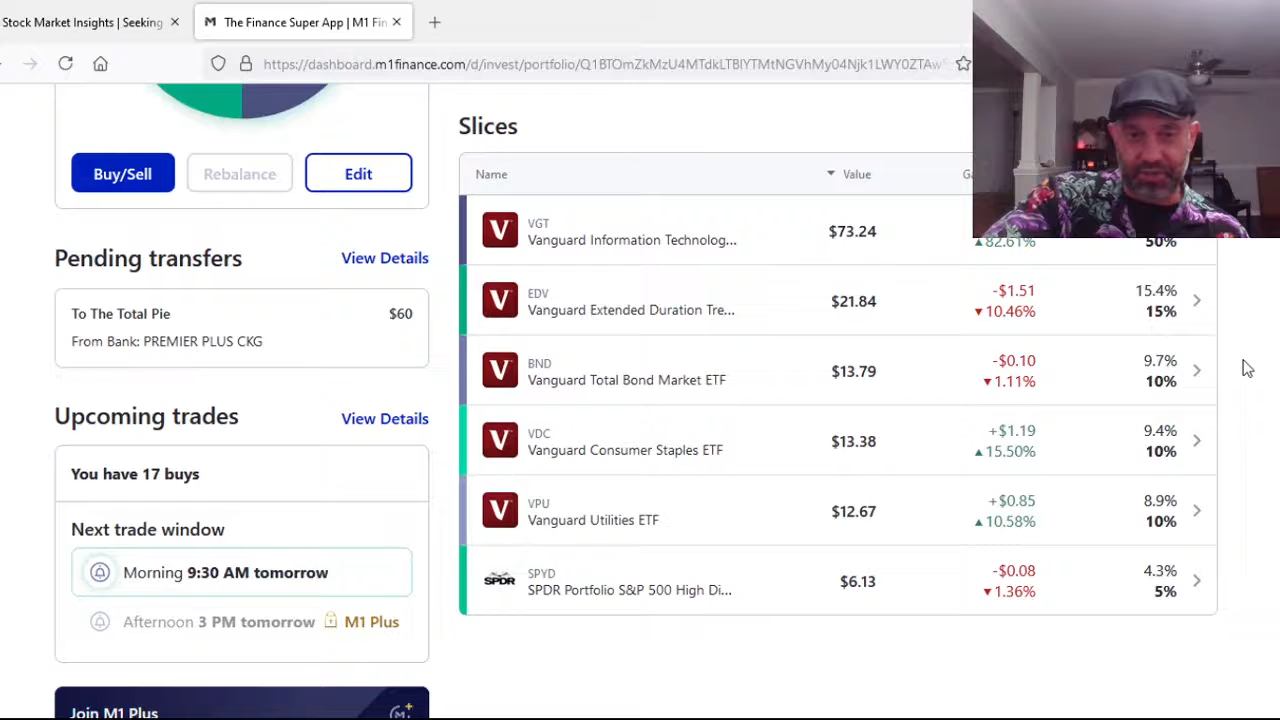 Stock Market Insights | Seeking
The Finance Super App | M1 Fin
https://dashboard.m1finance.com/d/invest/portfolio/
Buy/Sell
Rebalance
Edit
Pending transfers
View Details
To The Total Pie
$60
From Bank: PREMIER PLUS CKG
Upcoming trades
View Details
You have 17 buys
Next trade window
Morning 9:30 AM tomorrow
Afternoon 3 PM tomorrow M1 Plus
Join M1 Plus
Slices
Name Value Ga
VGT
Vanguard Information Technolog...
$73.24
▲82.61%
50%
EDV
Vanguard Extended Duration Tre...
$21.84
-$1.51
▼10.46%
15.4%
15%
BND
Vanguard Total Bond Market ETF
$13.79
-$0.10
▼1.11%
9.7%
10%
VDC
Vanguard Consumer Staples ETF
$13.38
+$1.19
▲15.50%
9.4%
10%
VPU
Vanguard Utilities ETF
$12.67
+$0.85
▲10.58%
8.9%
10%
SPDR
SPYD
SPDR Portfolio S&P 500 High Di...
$6.13
-$0.08
▼1.36%
4.3%
5%